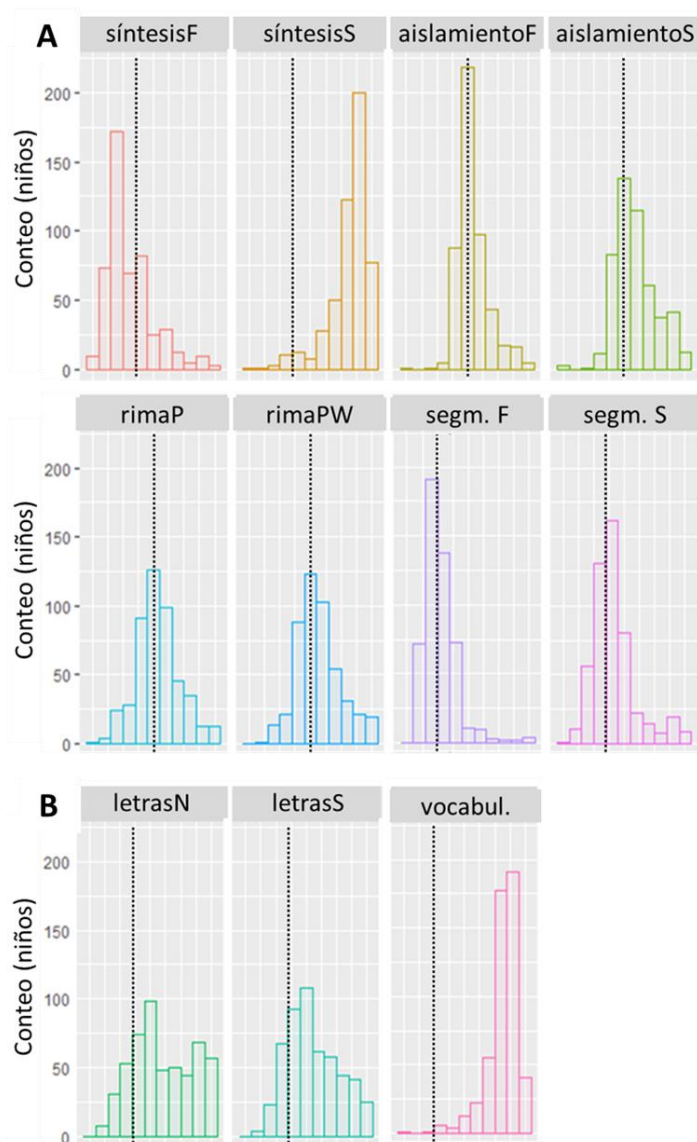 A
síntesisF síntesisS aislamientoF aislamientoS
Conteo (niños)
200
150
100
50
0
rimaP rimaPW segm. F segm. S
Conteo (niños)
200
150
100
50
0
B
letrasN letrasS vocabul.
Conteo (niños)
200
150
100
50
0